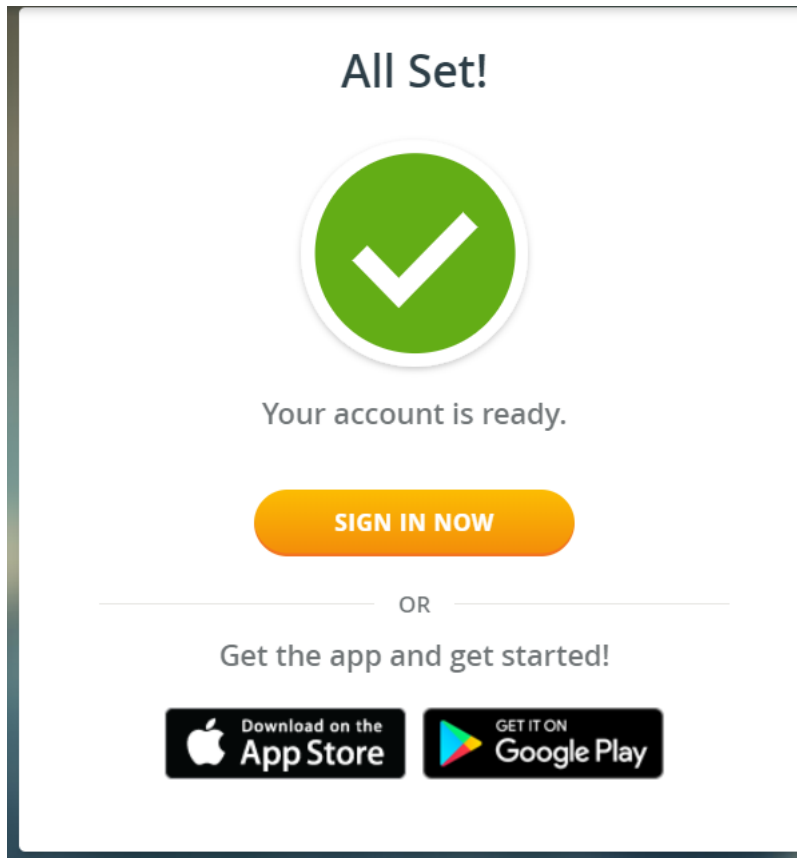 All Set!
Your account is ready.
SIGN IN NOW
OR
Get the app and get started!
Download on the
App Store
GET IT ON
Google Play